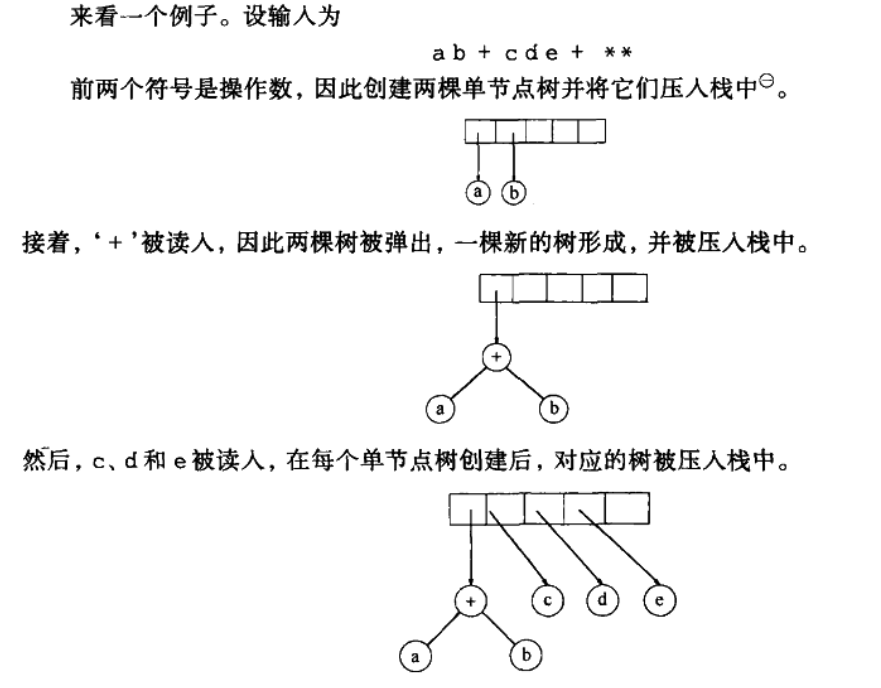 来看一个例子。设输入为
a b + c d e + * *
前两个符号是操作数，因此创建两棵单节点树并将它们压入栈中㊀。
a b
接着，‘+’被读入，因此两棵树被弹出，一棵新的树形成，并被压入栈中。
+
a b
然后，c、d和e被读入，在每个单节点树创建后，对应的树被压入栈中。
+ c d e
a b